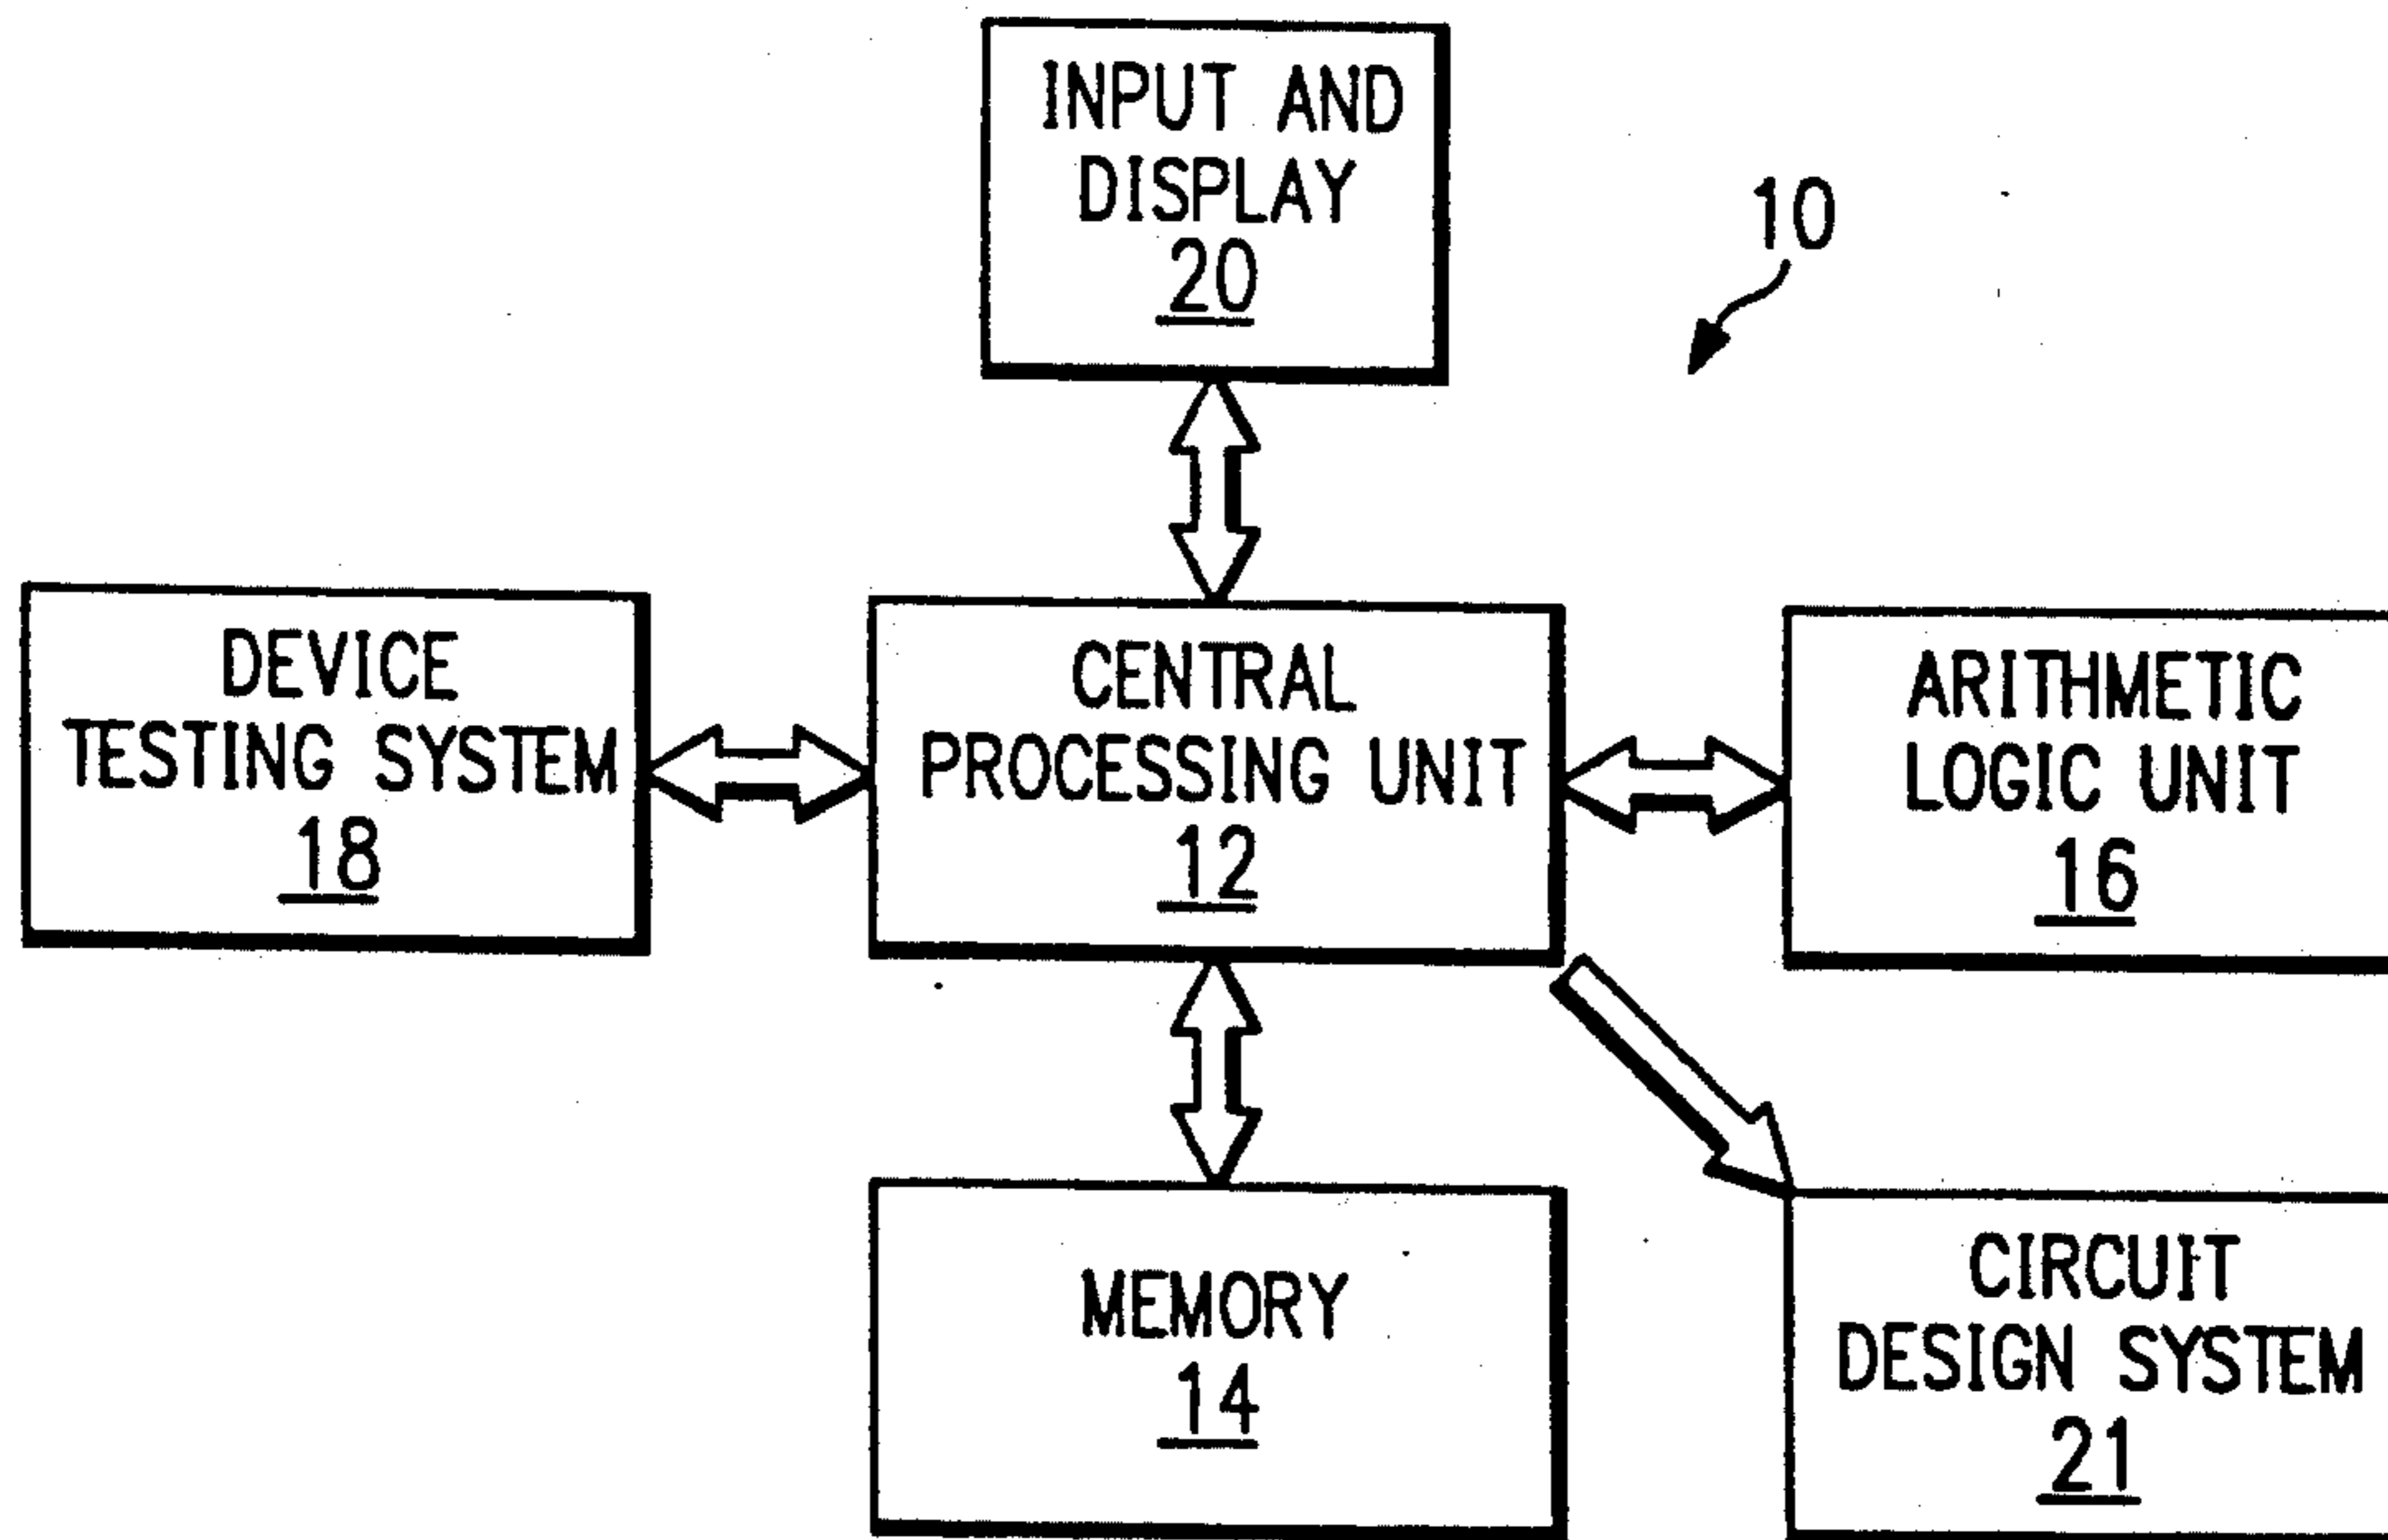 INPUT AND
DISPLAY
20
10
DEVICE
TESTING SYSTEM
18
CENTRAL
PROCESSING UNIT
12
ARITHMETIC
LOGIC UNIT
16
MEMORY
14
CIRCUIT
DESIGN SYSTEM
21